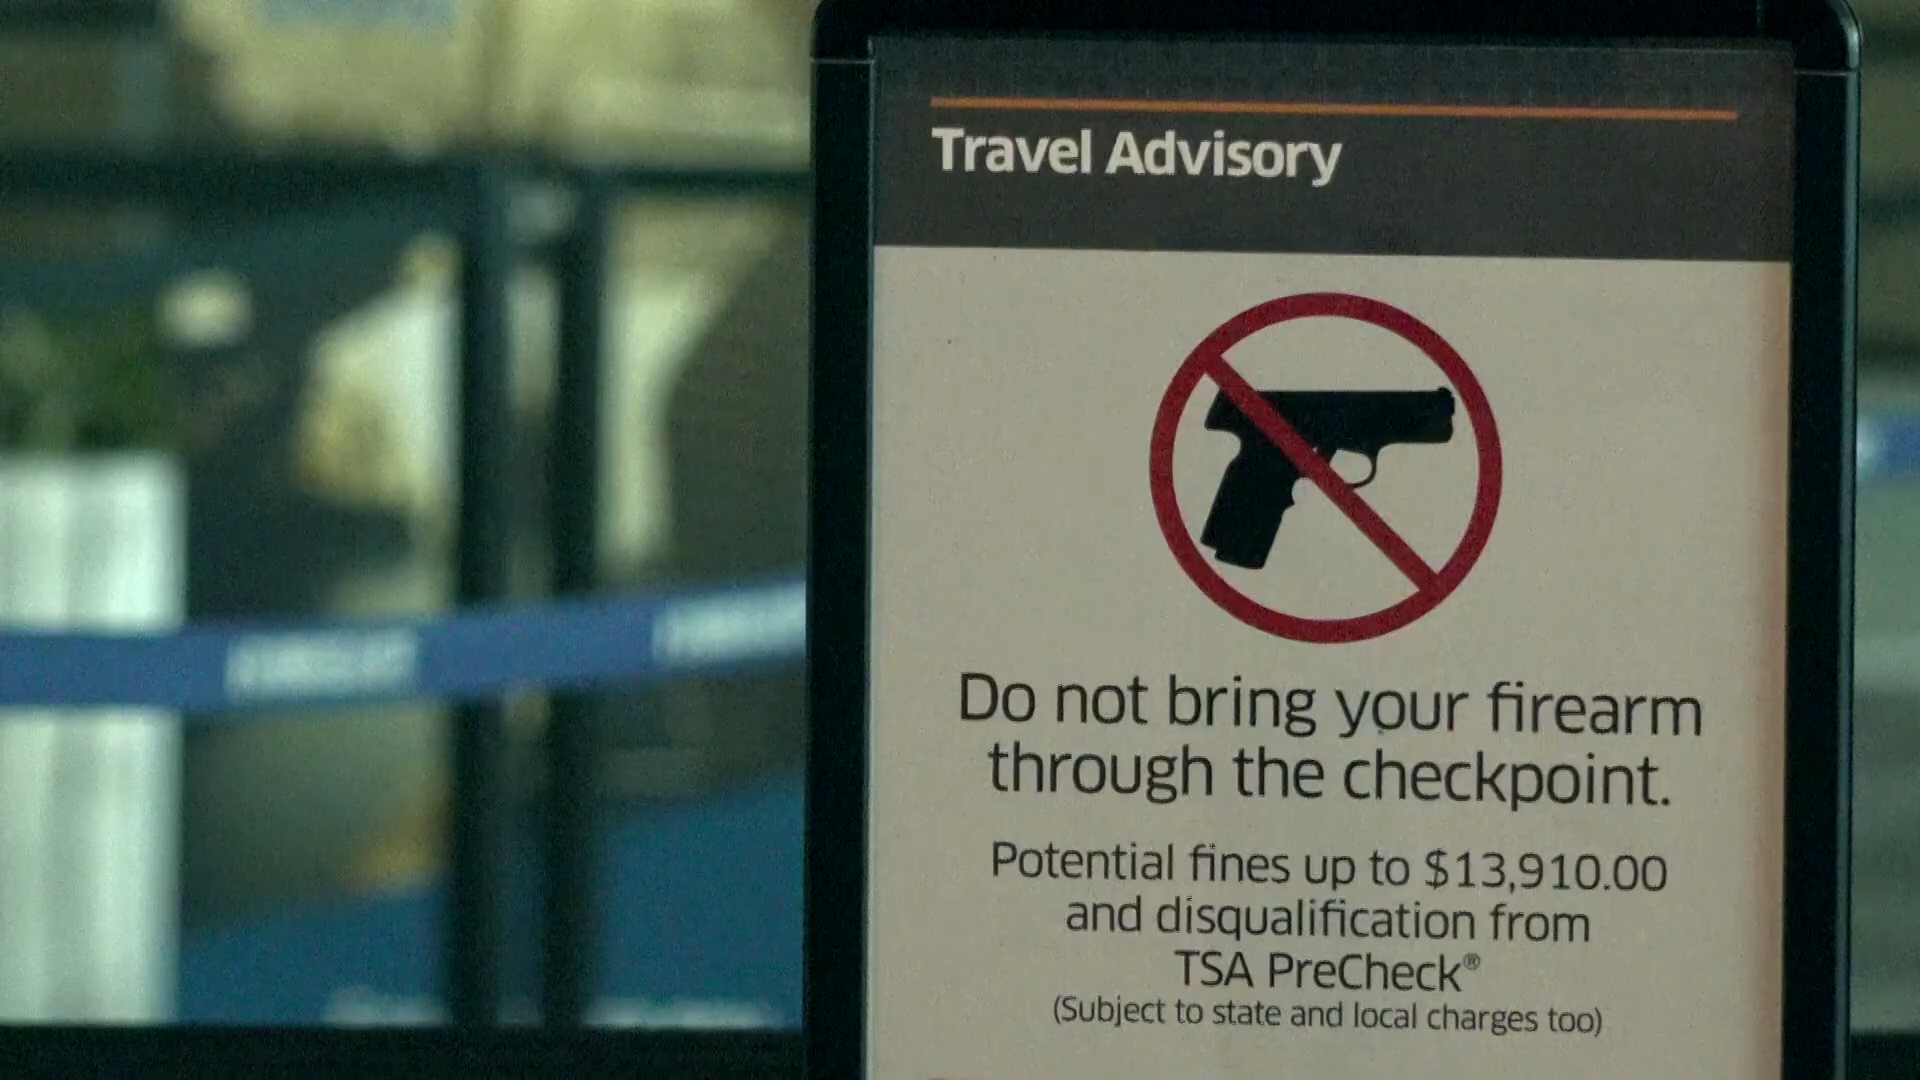 Travel Advisory
Do not bring your firearm
through the checkpoint.
Potential fines up to $13,910.00
and disqualification from
TSA PreCheck®
(Subject to state and local charges too)